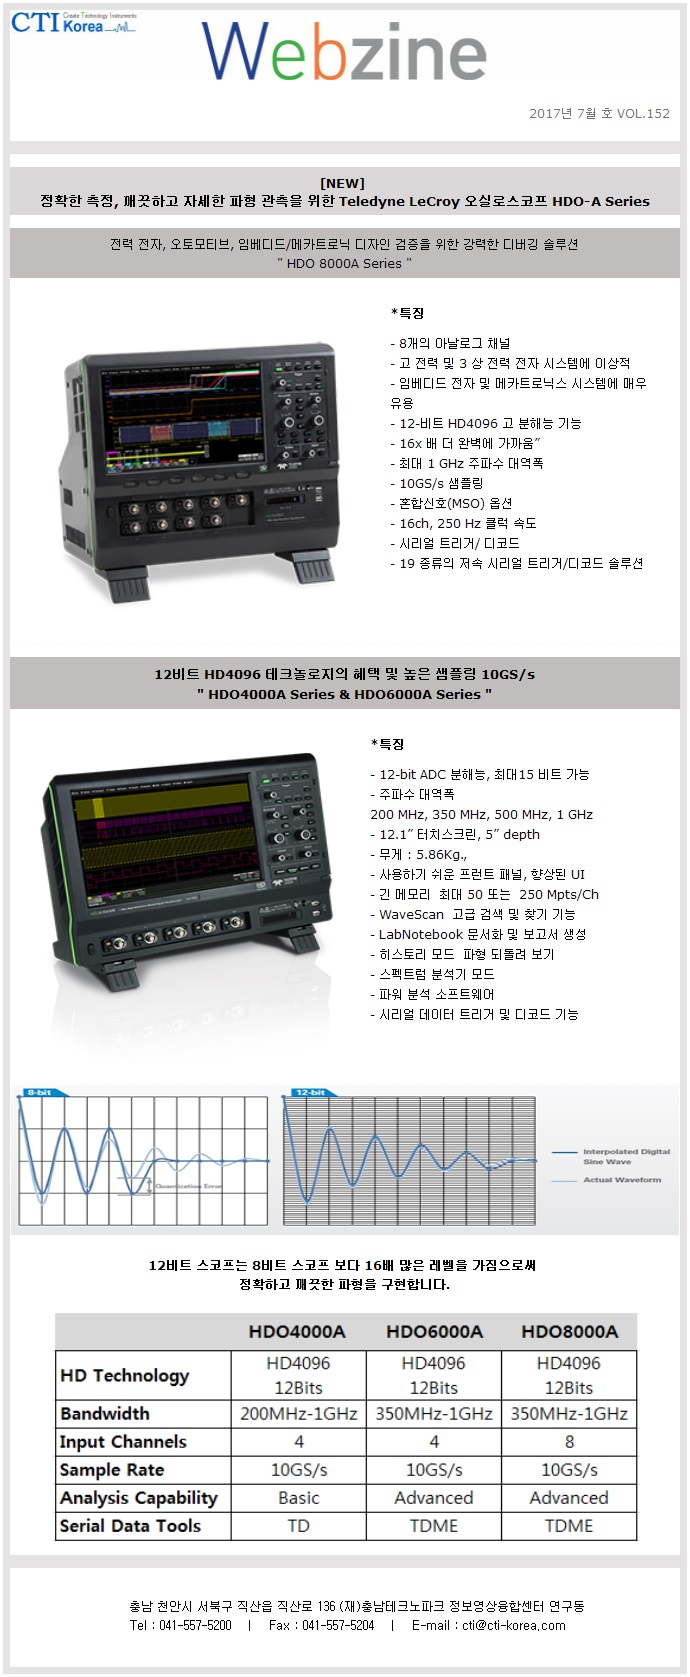 CTI Create Technology Instruments
Korea
Webzine
2017년 7월 호 VOL.152
[NEW]
정확한 측정, 깨끗하고 자세한 파형 관측을 위한 Teledyne LeCroy 오실로스코프 HDO-A Series
전력 전자, 오토모티브, 임베디드/메카트로닉 디자인 검증을 위한 강력한 디버깅 솔루션
" HDO 8000A Series "
*특징
- 8개의 아날로그 채널
- 고 전력 및 3 상 전력 전자 시스템에 이상적
- 임베디드 전자 및 메카트로닉스 시스템에 매우
유용
- 12-비트 HD4096 고 분해능 기능
- 16x 배 더 완벽에 가까움”
- 최대 1 GHz 주파수 대역폭
- 10GS/s 샘플링
- 혼합신호(MSO) 옵션
- 16ch, 250 Hz 클럭 속도
- 시리얼 트리거/ 디코드
- 19 종류의 저속 시리얼 트리거/디코드 솔루션
12비트 HD4096 테크놀로지의 혜택 및 높은 샘플링 10GS/s
" HDO4000A Series & HDO6000A Series "
*특징
- 12-bit ADC 분해능, 최대15 비트 가능
- 주파수 대역폭
200 MHz, 350 MHz, 500 MHz, 1 GHz
- 12.1” 터치스크린, 5” depth
- 무게 : 5.86Kg.,
- 사용하기 쉬운 프런트 패널, 향상된 UI
- 긴 메모리 최대 50 또는 250 Mpts/Ch
- WaveScan 고급 검색 및 찾기 기능
- LabNotebook 문서화 및 보고서 생성
- 히스토리 모드 파형 되돌려 보기
- 스펙트럼 분석기 모드
- 파워 분석 소프트웨어
- 시리얼 데이터 트리거 및 디코드 기능
8-bit
12-bit
Quantization Error
Interpolated Digital
Sine Wave
Actual Waveform
12비트 스코프는 8비트 스코프 보다 16배 많은 레벨을 가짐으로써
정확하고 깨끗한 파형을 구현합니다.
HDO4000A HDO6000A HDO8000A
HD Technology HD4096 12Bits HD4096 12Bits HD4096 12Bits
Bandwidth 200MHz-1GHz 350MHz-1GHz 350MHz-1GHz
Input Channels 4 4 8
Sample Rate 10GS/s 10GS/s 10GS/s
Analysis Capability Basic Advanced Advanced
Serial Data Tools TD TDME TDME
충남 천안시 서북구 직산읍 직산로 136 (재)충남테크노파크 정보영상융합센터 연구동
Tel : 041-557-5200 | Fax : 041-557-5204 | E-mail : cti@cti-korea.com